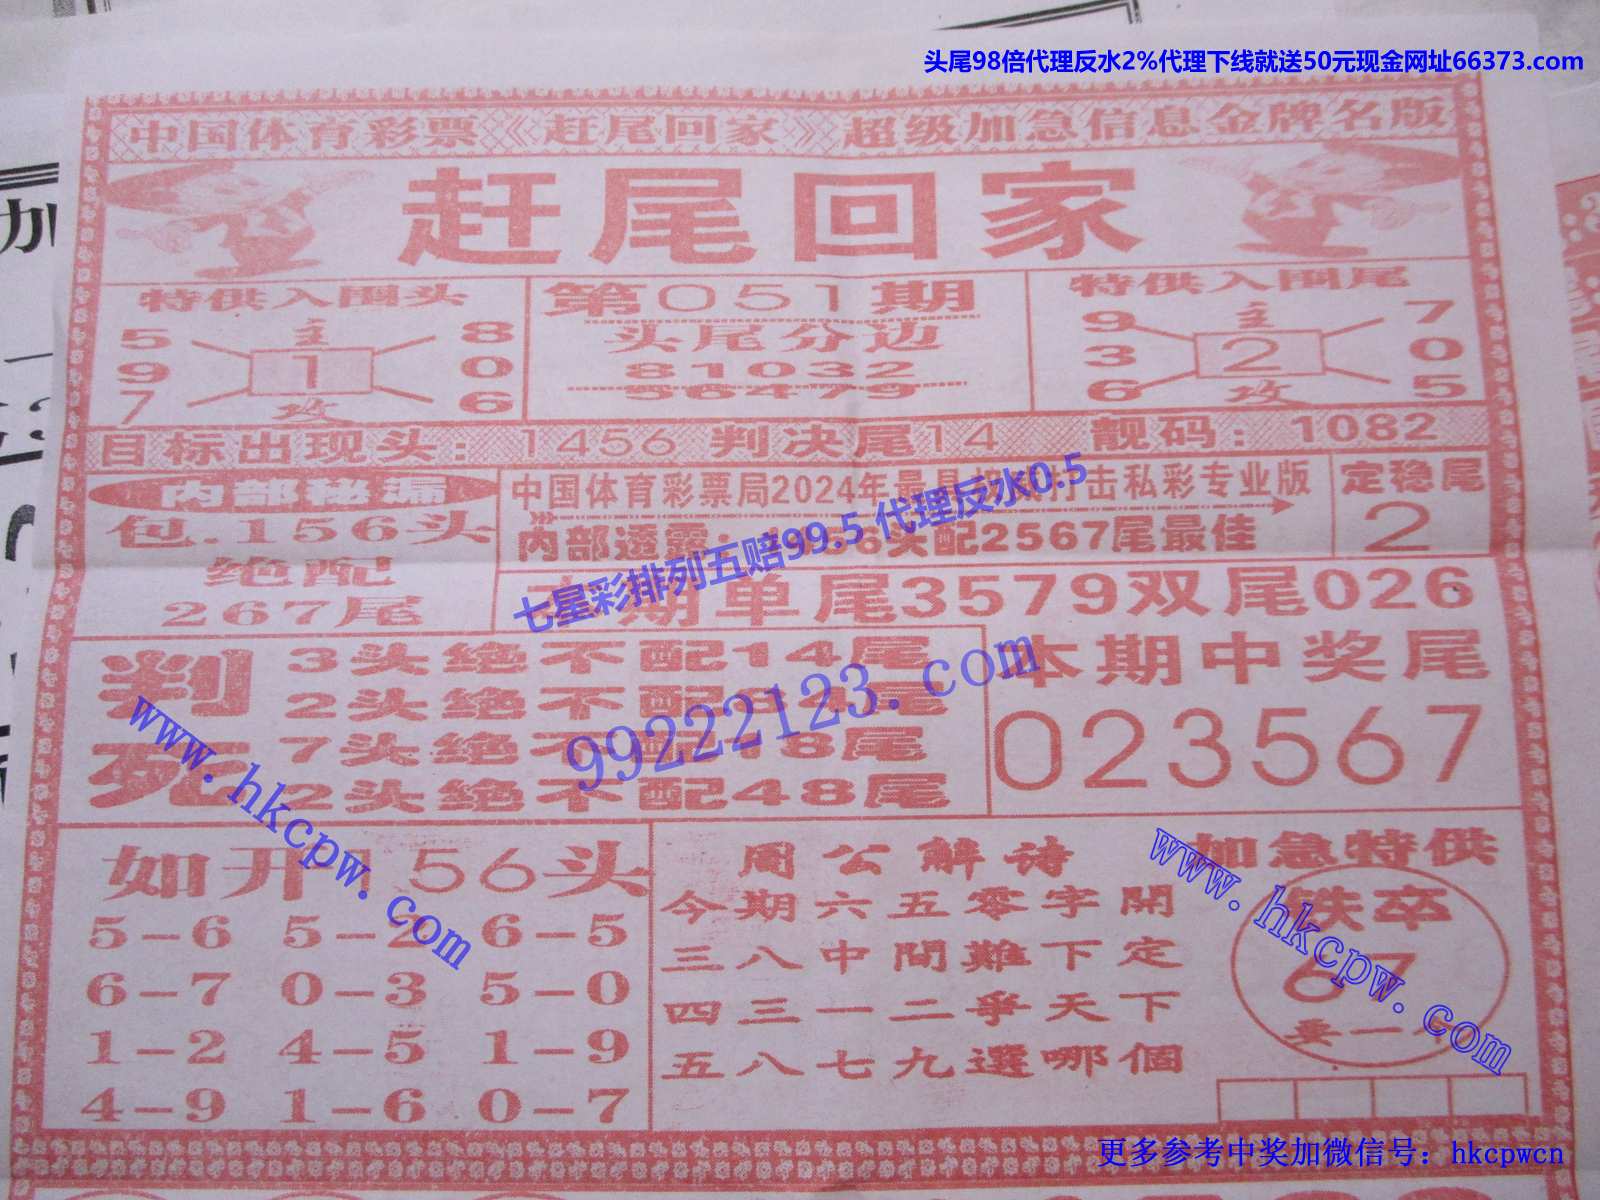 头尾98倍代理反水2%代理下线就送50元现金网址66373.com
中国体育彩票《赶尾回家》超级加急信息金牌名版
赶尾回家
特供入围头
5 主 8
9 1 0
7 攻 6
第051期
头尾分边
81032
56479
特供入围尾
9 主 7
3 2 0
6 攻 5
目标出现头：1456 判决尾14 靓码：1082
内部秘漏
包.156头
绝配
267尾
中国体育彩票局2024年最具 打击私彩专业版
内部透露： 配2567尾最佳
定稳尾
2
七星彩排列五赔99.5 代理反水0.5
期单尾3579双尾026
判死
3头绝不配14尾
2头绝不配 尾
7头绝不配 8尾
2头绝不配48尾
99222123.com
本期中奖尾
023567
如开156头
5-6 5-2 6-5
6-7 0-3 5-0
1-2 4-5 1-9
4-9 1-6 0-7
www.hkcpw.com
周公解诗
今期六五零字開
三八中間難下定
四三一二爭天下
五八七九選哪個
加急特供
铁卒
67
卖一
www.hkcpw.com
更多参考中奖加微信号：hkcpwcn
加